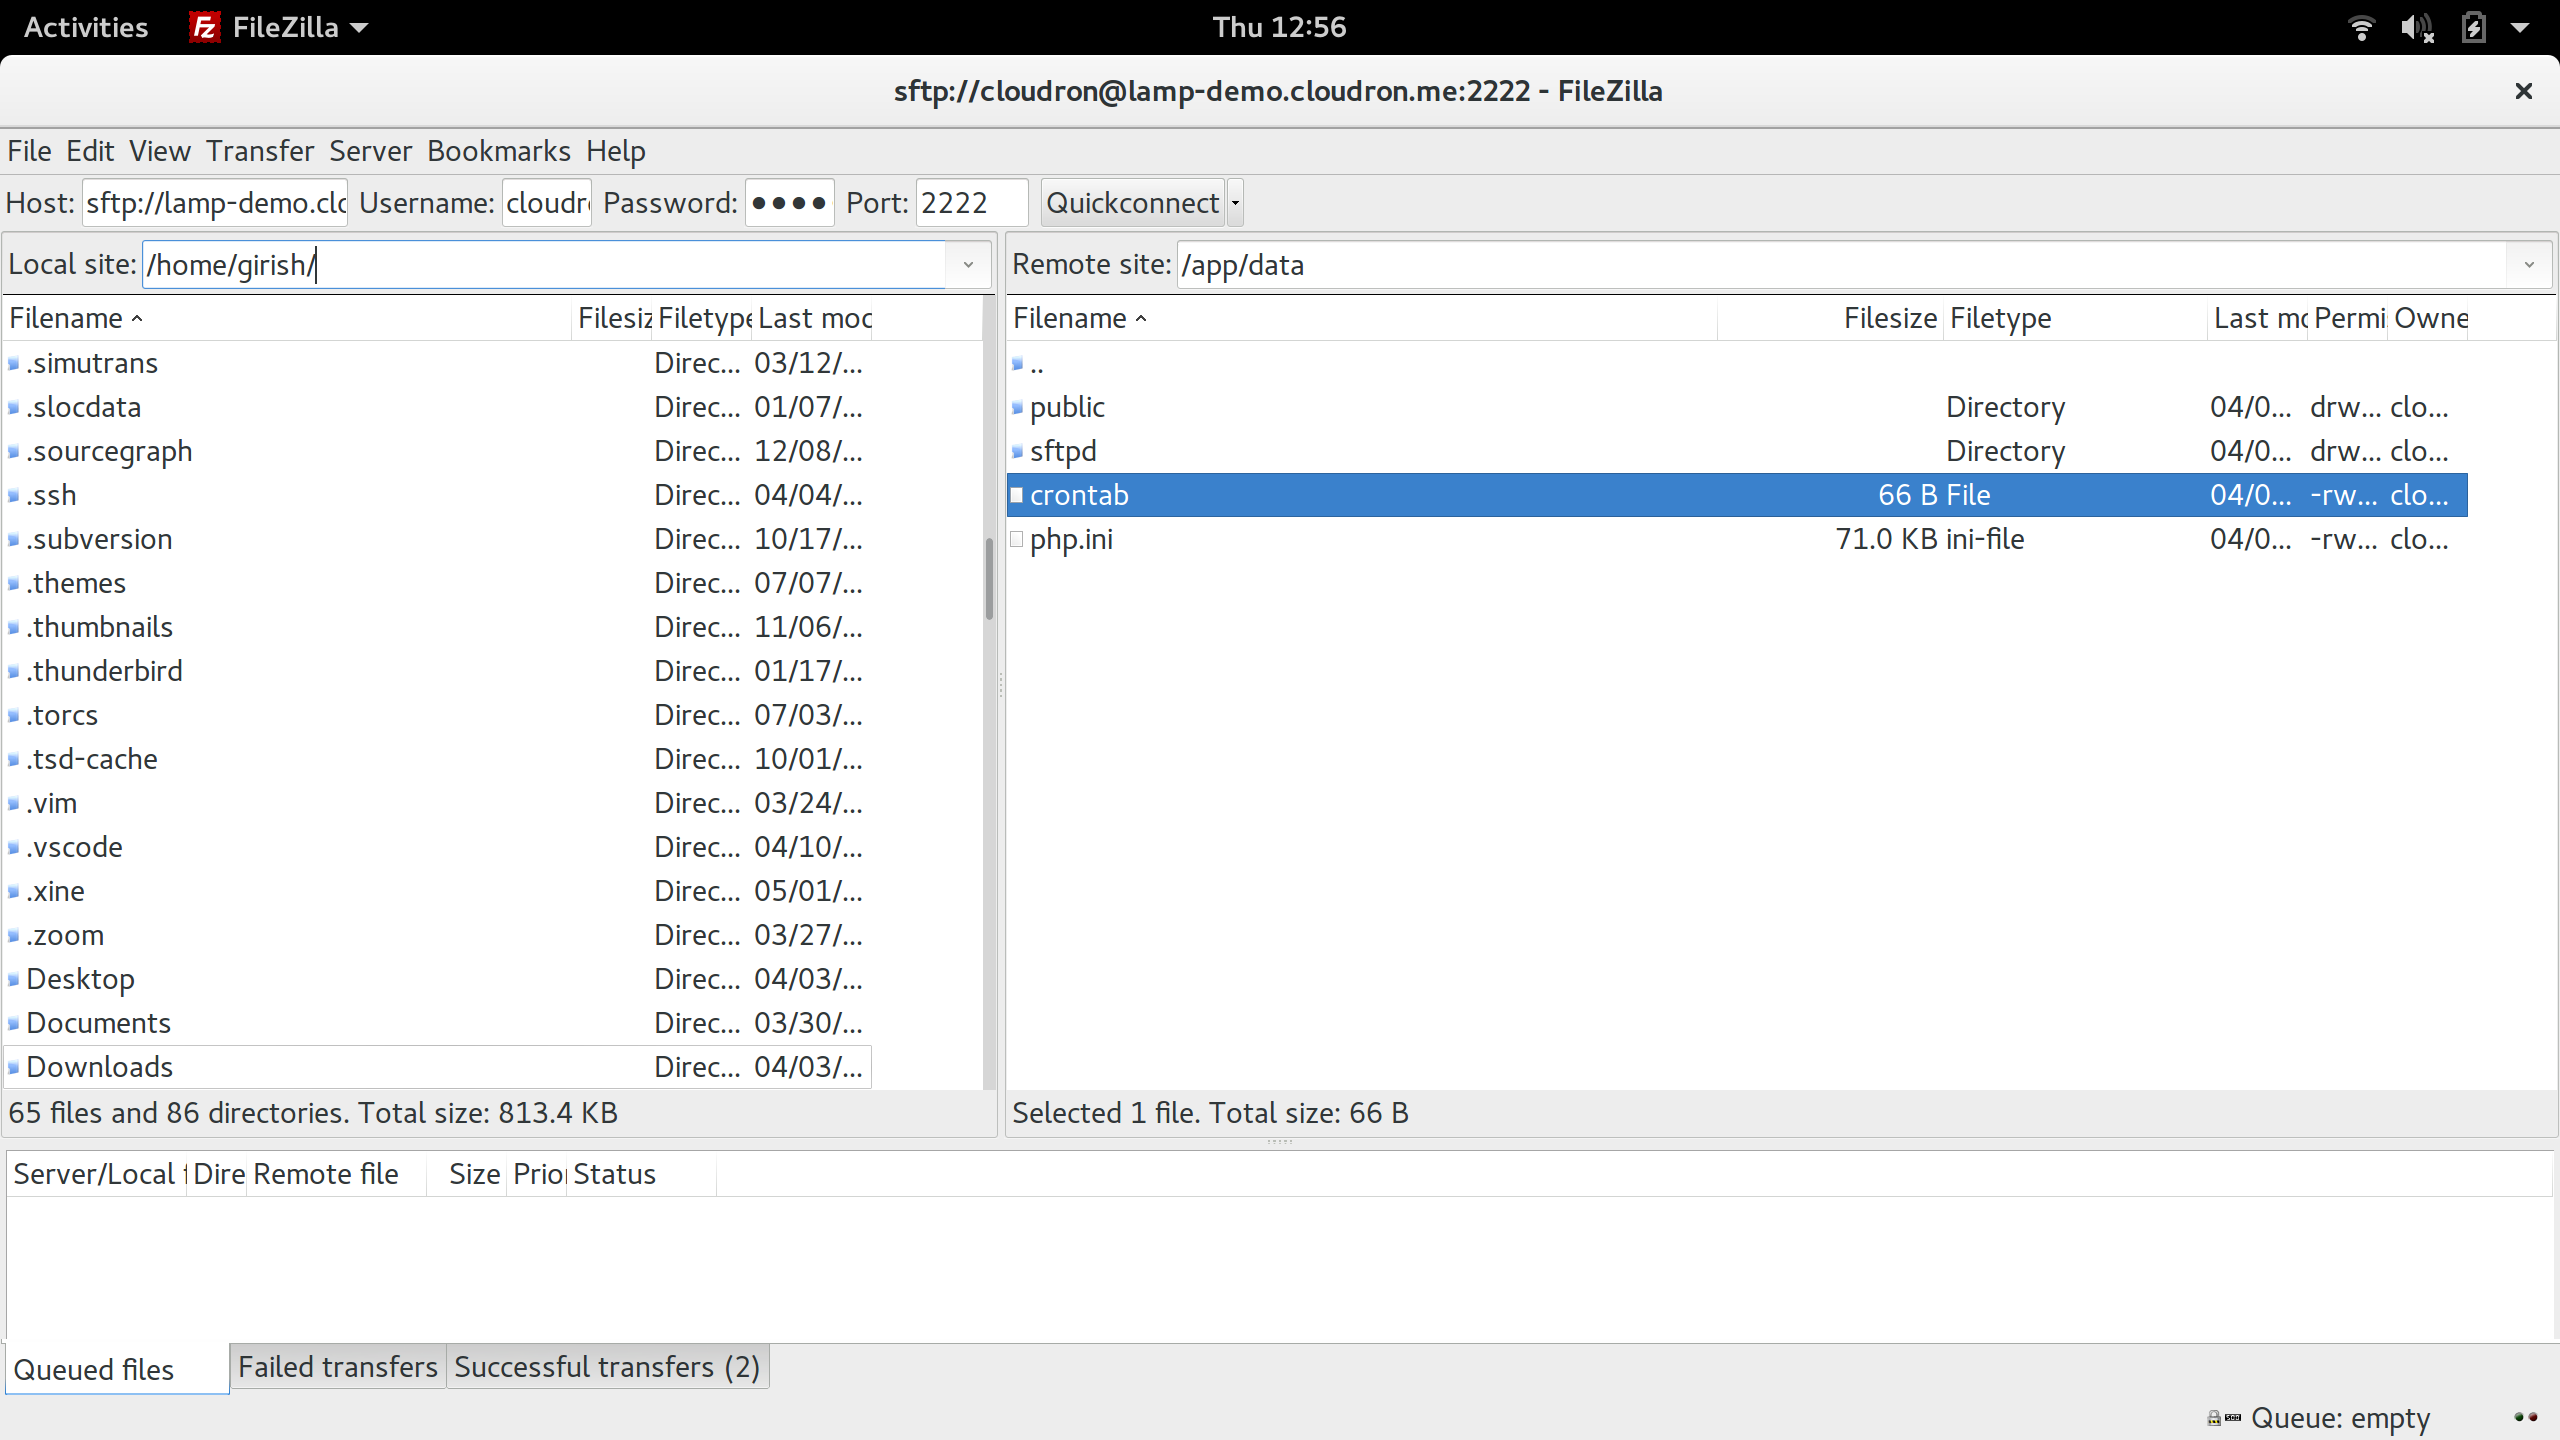 Activities FileZilla Thu 12:56
sftp://cloudron@lamp-demo.cloudron.me:2222 - FileZilla
File Edit View Transfer Server Bookmarks Help
Host: sftp://lamp-demo.clo Username: cloudro Password: ●●●● Port: 2222 Quickconnect
Local site: /home/girish/
Filename Filesiz Filetype Last mod
.simutrans Direc... 03/12/...
.slocdata Direc... 01/07/...
.sourcegraph Direc... 12/08/...
.ssh Direc... 04/04/...
.subversion Direc... 10/17/...
.themes Direc... 07/07/...
.thumbnails Direc... 11/06/...
.thunderbird Direc... 01/17/...
.torcs Direc... 07/03/...
.tsd-cache Direc... 10/01/...
.vim Direc... 03/24/...
.vscode Direc... 04/10/...
.xine Direc... 05/01/...
.zoom Direc... 03/27/...
Desktop Direc... 04/03/...
Documents Direc... 03/30/...
Downloads Direc... 04/03/...
65 files and 86 directories. Total size: 813.4 KB
Remote site: /app/data
Filename Filesize Filetype Last mo Permi Owne
..
public Directory 04/0... drw... clo...
sftpd Directory 04/0... drw... clo...
crontab 66 B File 04/0... -rw... clo...
php.ini 71.0 KB ini-file 04/0... -rw... clo...
Selected 1 file. Total size: 66 B
Server/Local f Dire Remote file Size Prior Status
Queued files Failed transfers Successful transfers (2)
Queue: empty